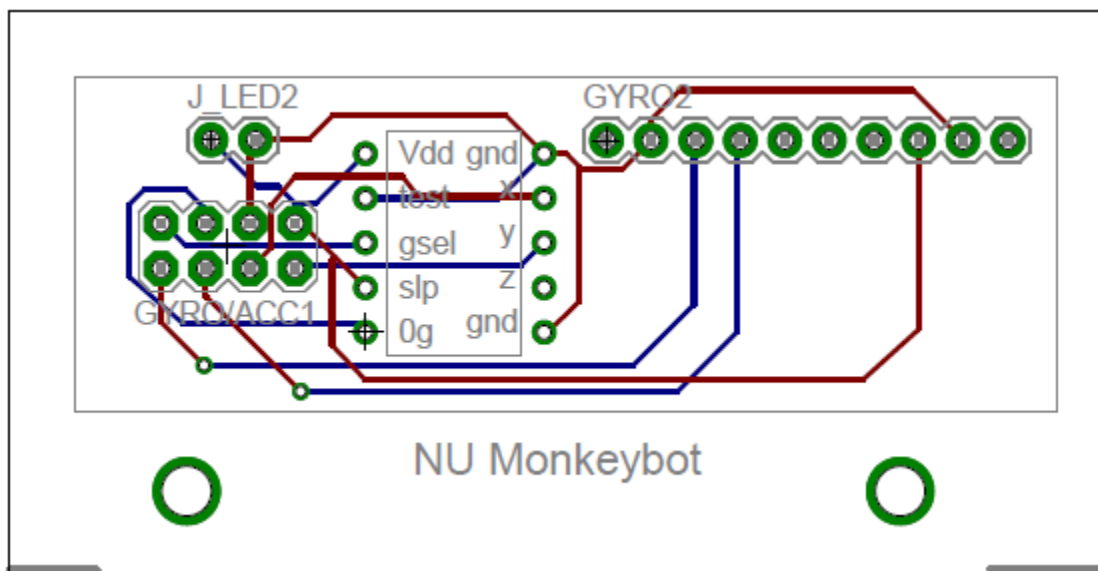 J_LED2
GYRO2
Vdd gnd
test x
gsel y
slp z
0g gnd
GYRO/ACC1
NU Monkeybot